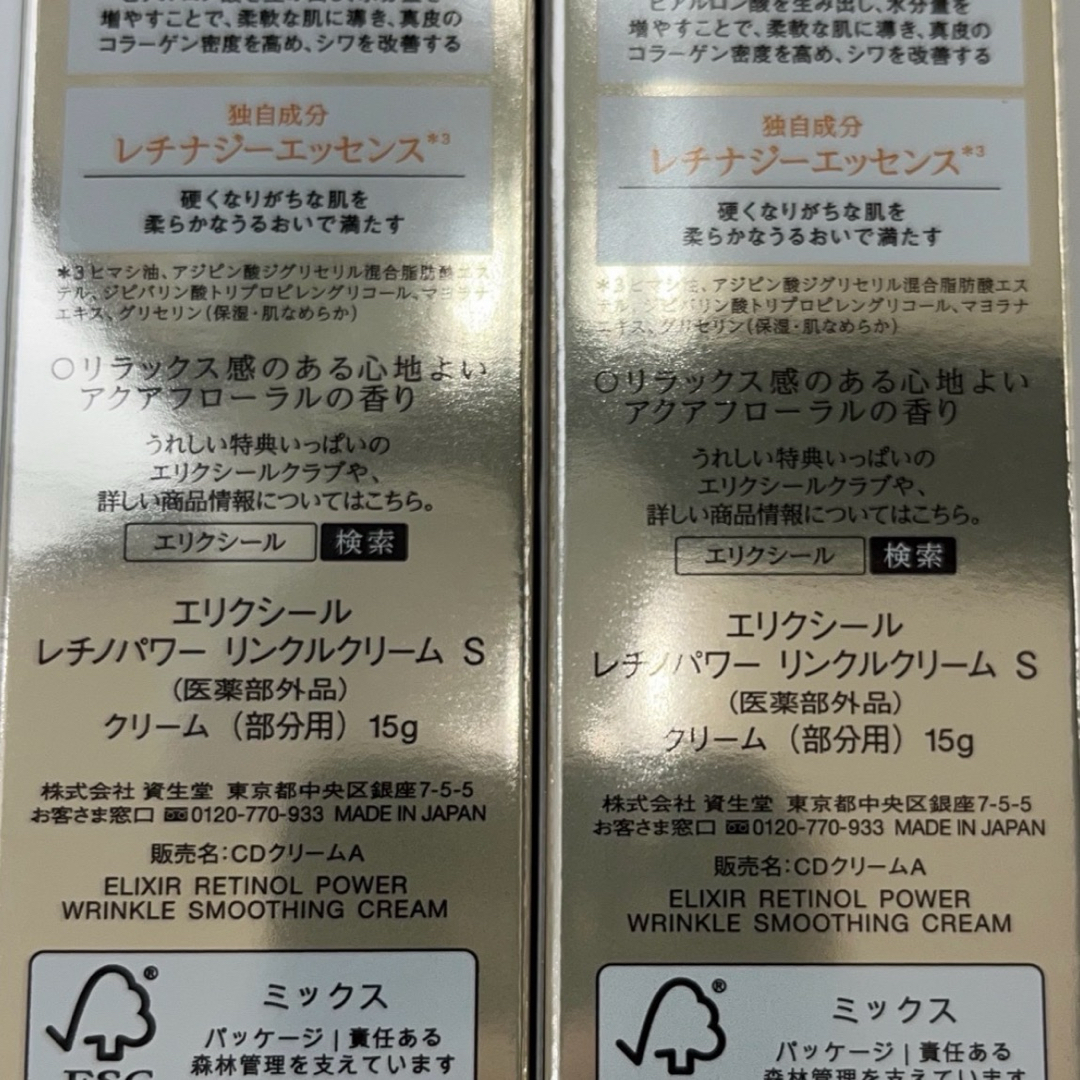 増やすことで、柔軟な肌に導き、真皮の
コラーゲン密度を高め、シワを改善する
独自成分
レチナジーエッセンス*3
硬くなりがちな肌を
柔らかなうるおいで満たす
*3 ヒマシ油、アジピン酸ジグリセリル混合脂肪酸エス
テル、ジピバリン酸トリプロピレングリコール、マヨラナ
エキス、グリセリン(保湿・肌なめらか)
○リラックス感のある心地よい
アクアフローラルの香り
うれしい特典いっぱいの
エリクシールクラブや、
詳しい商品情報についてはこちら。
エリクシール 検索
エリクシール
レチノパワー リンクルクリーム S
(医薬部外品)
クリーム(部分用) 15g
株式会社 資生堂 東京都中央区銀座7-5-5
お客さま窓口 0120-770-933 MADE IN JAPAN
販売名:CDクリームA
ELIXIR RETINOL POWER
WRINKLE SMOOTHING CREAM
ミックス
パッケージ | 責任ある
森林管理を支えています
FSC
ヒアルロン酸を生み出し、水分量を
増やすことで、柔軟な肌に導き、真皮の
コラーゲン密度を高め、シワを改善する
独自成分
レチナジーエッセンス*3
硬くなりがちな肌を
柔らかなうるおいで満たす
*3 ヒマシ油、アジピン酸ジグリセリル混合脂肪酸エス
テル、ジピバリン酸トリプロピレングリコール、マヨラナ
エキス、グリセリン(保湿・肌なめらか)
○リラックス感のある心地よい
アクアフローラルの香り
うれしい特典いっぱいの
エリクシールクラブや、
詳しい商品情報についてはこちら。
エリクシール 検索
エリクシール
レチノパワー リンクルクリーム S
(医薬部外品)
クリーム(部分用) 15g
株式会社 資生堂 東京都中央区銀座7-5-5
お客さま窓口 0120-770-933 MADE IN JAPAN
販売名:CDクリームA
ELIXIR RETINOL POWER
WRINKLE SMOOTHING CREAM
ミックス
パッケージ | 責任ある
森林管理を支えています